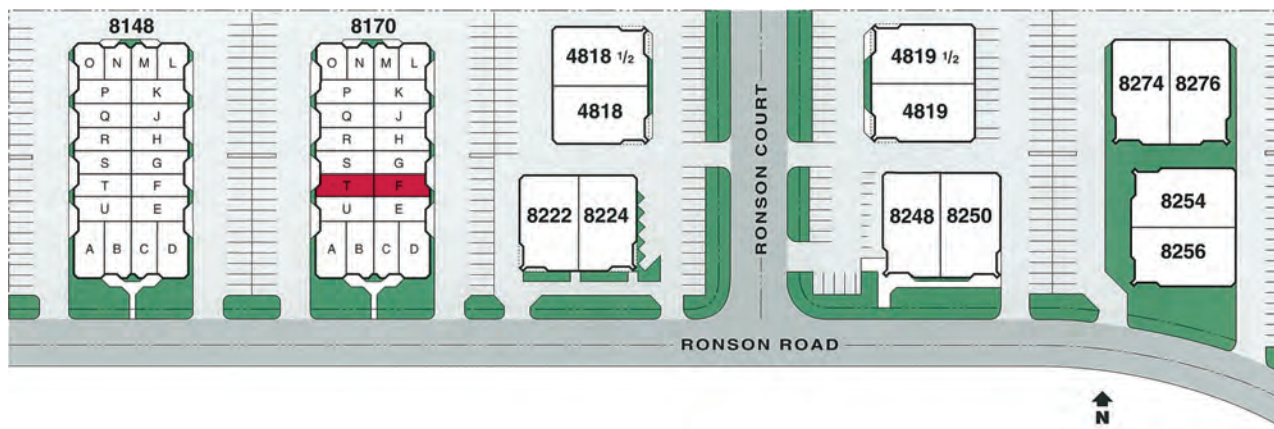 8148
O N M L
P K
Q J
R H
S G
T F
U E
A B C D
8170
O N M L
P K
Q J
R H
S G
T F
U E
A B C D
4818 1/2
4818
8222 8224
RONSON COURT
4819 1/2
4819
8248 8250
8274 8276
8254
8256
RONSON ROAD
N